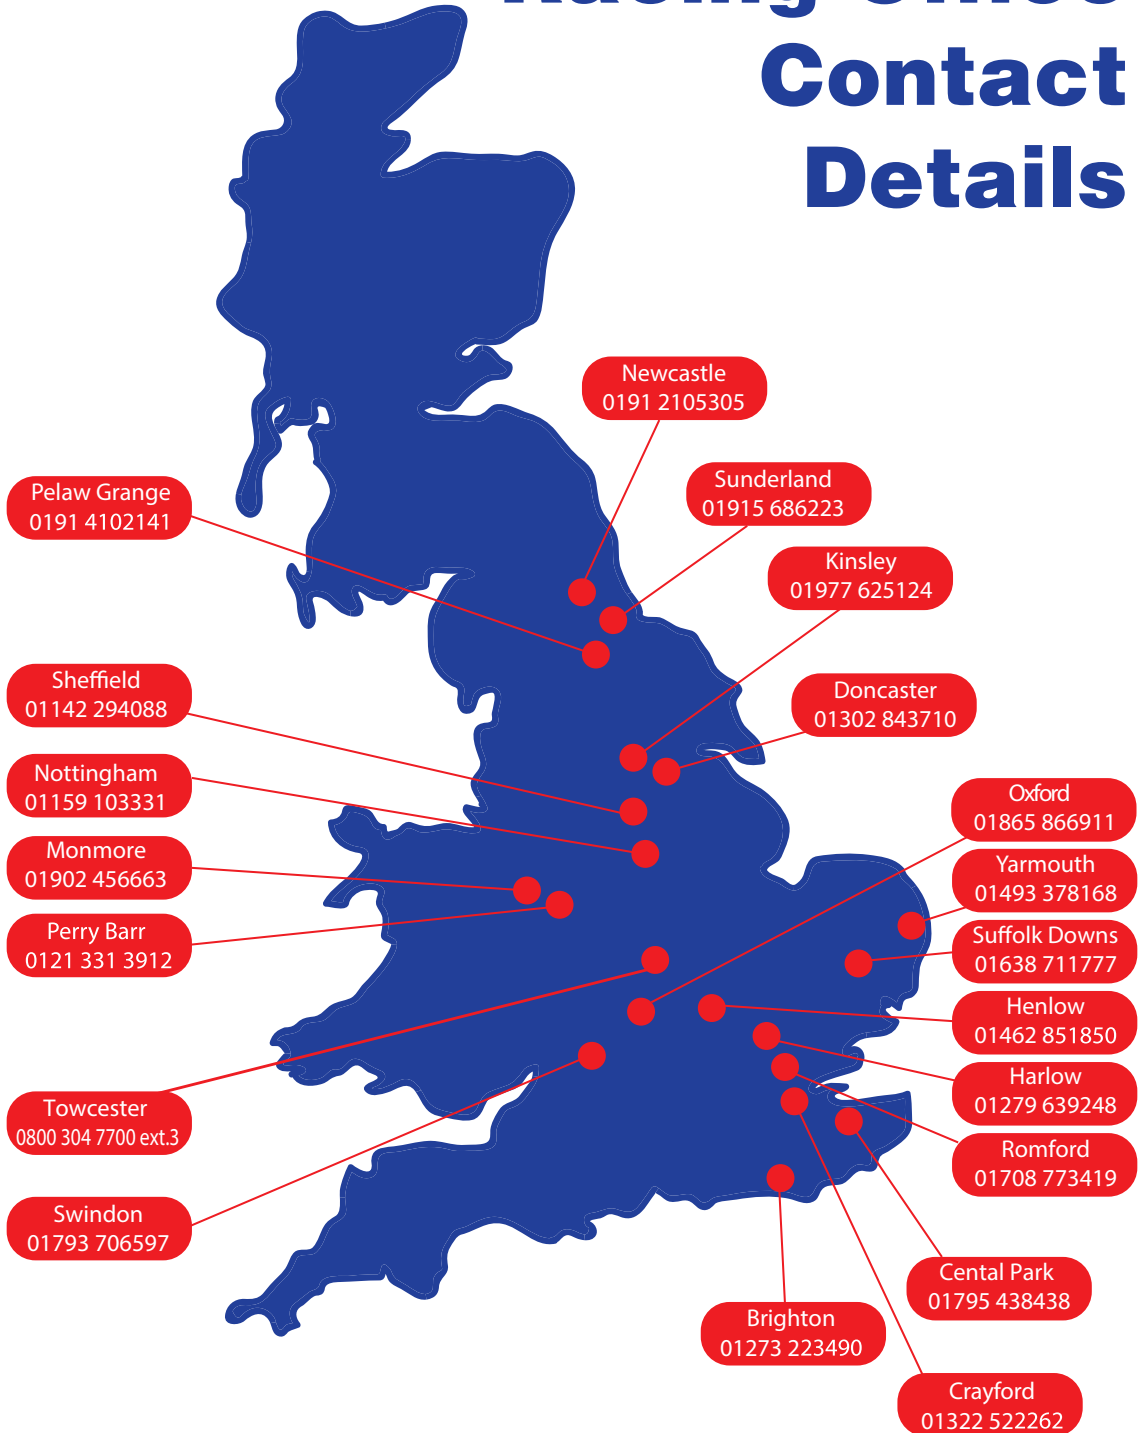 Racing Office
Contact
Details
Newcastle
0191 2105305
Sunderland
01915 686223
Pelaw Grange
0191 4102141
Kinsley
01977 625124
Sheffield
01142 294088
Doncaster
01302 843710
Nottingham
01159 103331
Oxford
01865 866911
Monmore
01902 456663
Yarmouth
01493 378168
Perry Barr
0121 331 3912
Suffolk Downs
01638 711777
Henlow
01462 851850
Harlow
01279 639248
Towcester
0800 304 7700 ext.3
Romford
01708 773419
Swindon
01793 706597
Cental Park
01795 438438
Brighton
01273 223490
Crayford
01322 522262